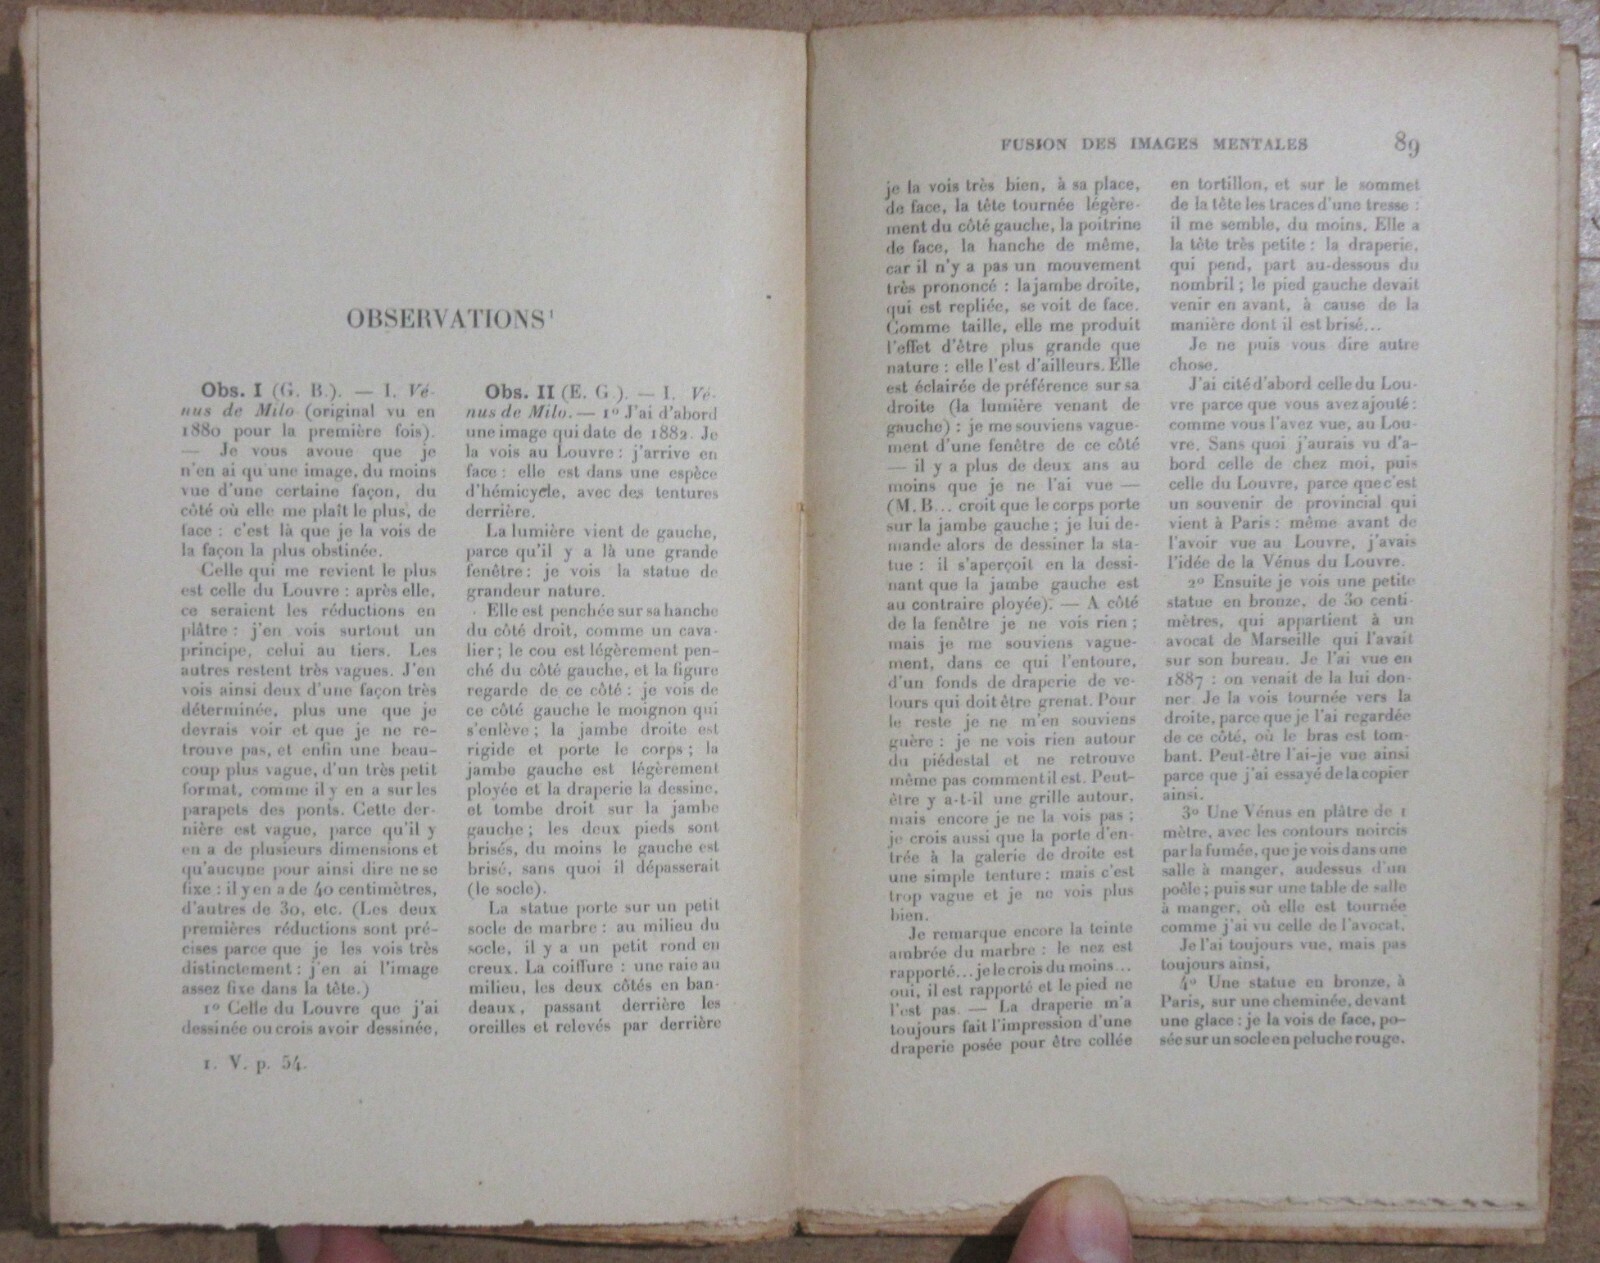 OBSERVATIONS¹
Obs. I (G. B.). — I. Vé-
nus de Milo (original vu en
1880 pour la première fois).
— Je vous avoue que je
n'en ai qu'une image, du moins
vue d'une certaine façon, du
côté où elle me plaît le plus, de
face : c'est là que je la vois de
la façon la plus obstinée.
Celle qui me revient le plus
est celle du Louvre : après elle,
ce seraient les réductions en
plâtre : j'en vois surtout un
principe, celui au tiers. Les
autres restent très vagues. J'en
vois ainsi deux d'une façon très
déterminée, plus une que je
devrais voir et que je ne re-
trouve pas, et enfin une beau-
coup plus vague, d'un très petit
format, comme il y en a sur les
parapets des ponts. Cette der-
nière est vague, parce qu'il y
en a de plusieurs dimensions et
qu'aucune pour ainsi dire ne se
fixe : il y en a de 40 centimètres,
d'autres de 30, etc. (Les deux
premières réductions sont pré-
cises parce que je les vois très
distinctement : j'en ai l'image
assez fixe dans la tête.)
1º Celle du Louvre que j'ai
dessinée ou crois avoir dessinée,
1. V. p. 54.
Obs. II (E. G.). — I. Vé-
nus de Milo. — 1º J'ai d'abord
une image qui date de 1882. Je
la vois au Louvre : j'arrive en
face : elle est dans une espèce
d'hémicycle, avec des tentures
derrière.
La lumière vient de gauche,
parce qu'il y a là une grande
fenêtre : je vois la statue de
grandeur nature.
Elle est penchée sur sa hanche
du côté droit, comme un cava-
lier ; le cou est légèrement pen-
ché du côté gauche, et la figure
regarde de ce côté : je vois de
ce côté gauche le moignon qui
s'enlève ; la jambe droite est
rigide et porte le corps ; la
jambe gauche est légèrement
ployée et la draperie la dessine,
et tombe droit sur la jambe
gauche ; les deux pieds sont
brisés, du moins le gauche est
brisé, sans quoi il dépasserait
(le socle).
La statue porte sur un petit
socle de marbre : au milieu du
socle, il y a un petit rond en
creux. La coiffure : une raie au
milieu, les deux côtés en ban-
deaux, passant derrière les
oreilles et relevés par derrière
FUSION DES IMAGES MENTALES 89
je la vois très bien, à sa place,
de face, la tête tournée légère-
ment du côté gauche, la poitrine
de face, la hanche de même,
car il n'y a pas un mouvement
très prononcé : la jambe droite,
qui est repliée, se voit de face.
Comme taille, elle me produit
l'effet d'être plus grande que
nature : elle l'est d'ailleurs. Elle
est éclairée de préférence sur sa
droite (la lumière venant de
gauche) : je me souviens vague-
ment d'une fenêtre de ce côté
— il y a plus de deux ans au
moins que je ne l'ai vue —
(M. B... croit que le corps porte
sur la jambe gauche ; je lui de-
mande alors de dessiner la sta-
tue : il s'aperçoit en la dessi-
nant que la jambe gauche est
au contraire ployée). — A côté
de la fenêtre je ne vois rien ;
mais je me souviens vague-
ment, dans ce qui l'entoure,
d'un fonds de draperie de ve-
lours qui doit être grenat. Pour
le reste je ne m'en souviens
guère : je ne vois rien autour
du piédestal et ne retrouve
même pas comment il est. Peut-
être y a-t-il une grille autour,
mais encore je ne la vois pas ;
je crois aussi que la porte d'en-
trée à la galerie de droite est
une simple tenture : mais c'est
trop vague et je ne vois plus
bien.
Je remarque encore la teinte
ambrée du marbre : le nez est
rapporté... je le crois du moins...
oui, il est rapporté et le pied ne
l'est pas. — La draperie m'a
toujours fait l'impression d'une
draperie posée pour être collée
en tortillon, et sur le sommet
de la tête les traces d'une tresse :
il me semble, du moins. Elle a
la tête très petite : la draperie,
qui pend, part au-dessous du
nombril ; le pied gauche devait
venir en avant, à cause de la
manière dont il est brisé...
Je ne puis vous dire autre
chose.
J'ai cité d'abord celle du Lou-
vre parce que vous avez ajouté :
comme vous l'avez vue, au Lou-
vre. Sans quoi j'aurais vu d'a-
bord celle de chez moi, puis
celle du Louvre, parce que c'est
un souvenir de provincial qui
vient à Paris : même avant de
l'avoir vue au Louvre, j'avais
l'idée de la Vénus du Louvre.
2º Ensuite je vois une petite
statue en bronze, de 30 centi-
mètres, qui appartient à un
avocat de Marseille qui l'avait
sur son bureau. Je l'ai vue en
1887 : on venait de la lui don-
ner. Je la vois tournée vers la
droite, parce que je l'ai regardée
de ce côté, où le bras est tom-
bant. Peut-être l'ai-je vue ainsi
parce que j'ai essayé de la copier
ainsi.
3º Une Vénus en plâtre de 1
mètre, avec les contours noircis
par la fumée, que je vois dans une
salle à manger, audessus d'un
poêle ; puis sur une table de salle
à manger, où elle est tournée
comme j'ai vu celle de l'avocat.
Je l'ai toujours vue, mais pas
toujours ainsi,
4º Une statue en bronze, à
Paris, sur une cheminée, devant
une glace : je la vois de face, po-
sée sur un socle en peluche rouge.